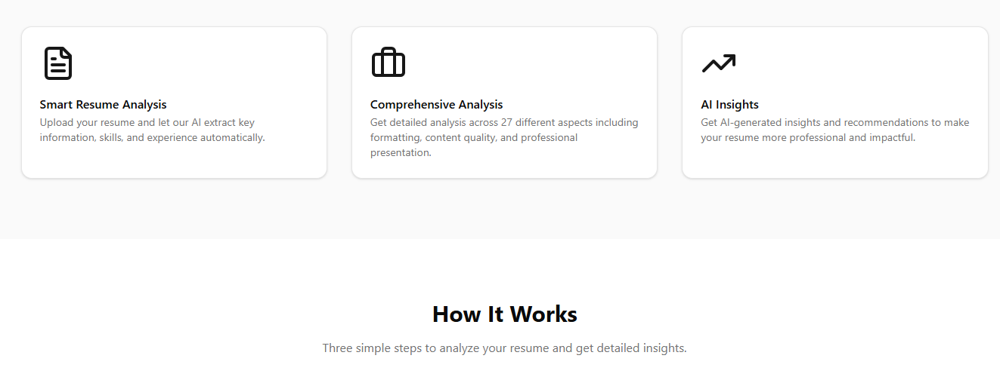 Smart Resume Analysis
Upload your resume and let our AI extract key
information, skills, and experience automatically.
Comprehensive Analysis
Get detailed analysis across 27 different aspects including
formatting, content quality, and professional
presentation.
AI Insights
Get AI-generated insights and recommendations to make
your resume more professional and impactful.
How It Works
Three simple steps to analyze your resume and get detailed insights.